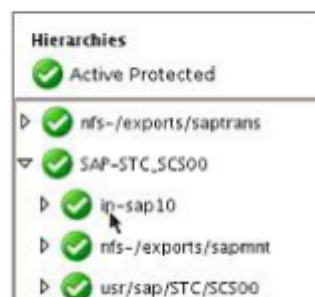 Hierarchies
Active Protected
nfs-/exports/saptrans
SAP-STC_SCS00
ip-sap10
nfs-/exports/sapmnt
usr/sap/STC/SCS00